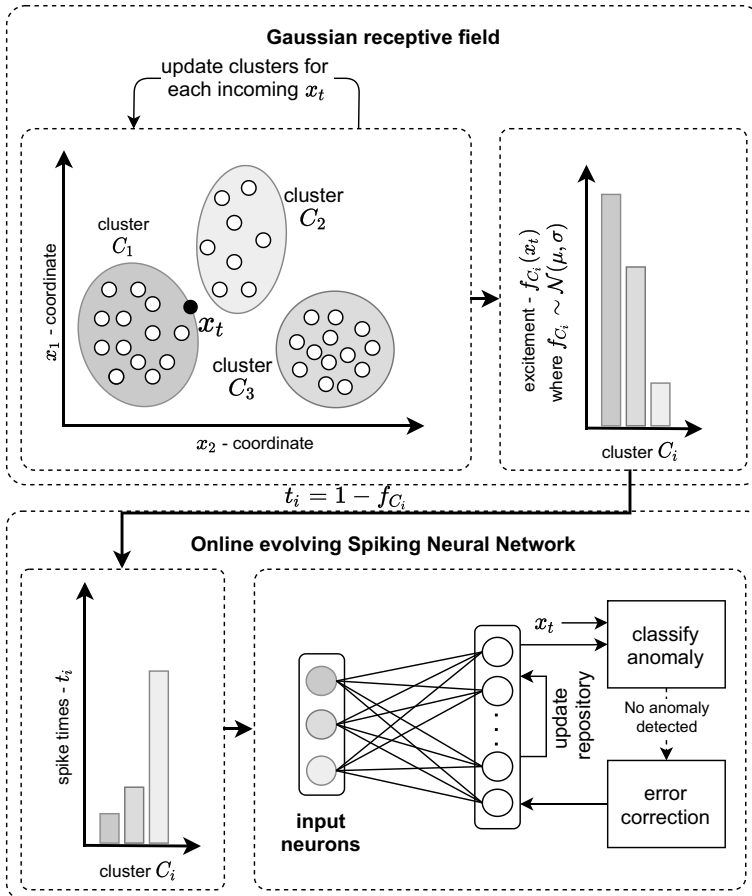 Gaussian receptive field
update clusters for
each incoming x_t
x_1 - coordinate
cluster
C_1
cluster
C_2
x_t
cluster
C_3
x_2 - coordinate
excitement - f_{C_i}(x_t)
where f_{C_i} ∼ 𝒩(μ, σ)
cluster C_i
t_i = 1 − f_{C_i}
Online evolving Spiking Neural Network
spike times - t_i
cluster C_i
input
neurons
update
repository
x_t
classify
anomaly
No anomaly
detected
error
correction